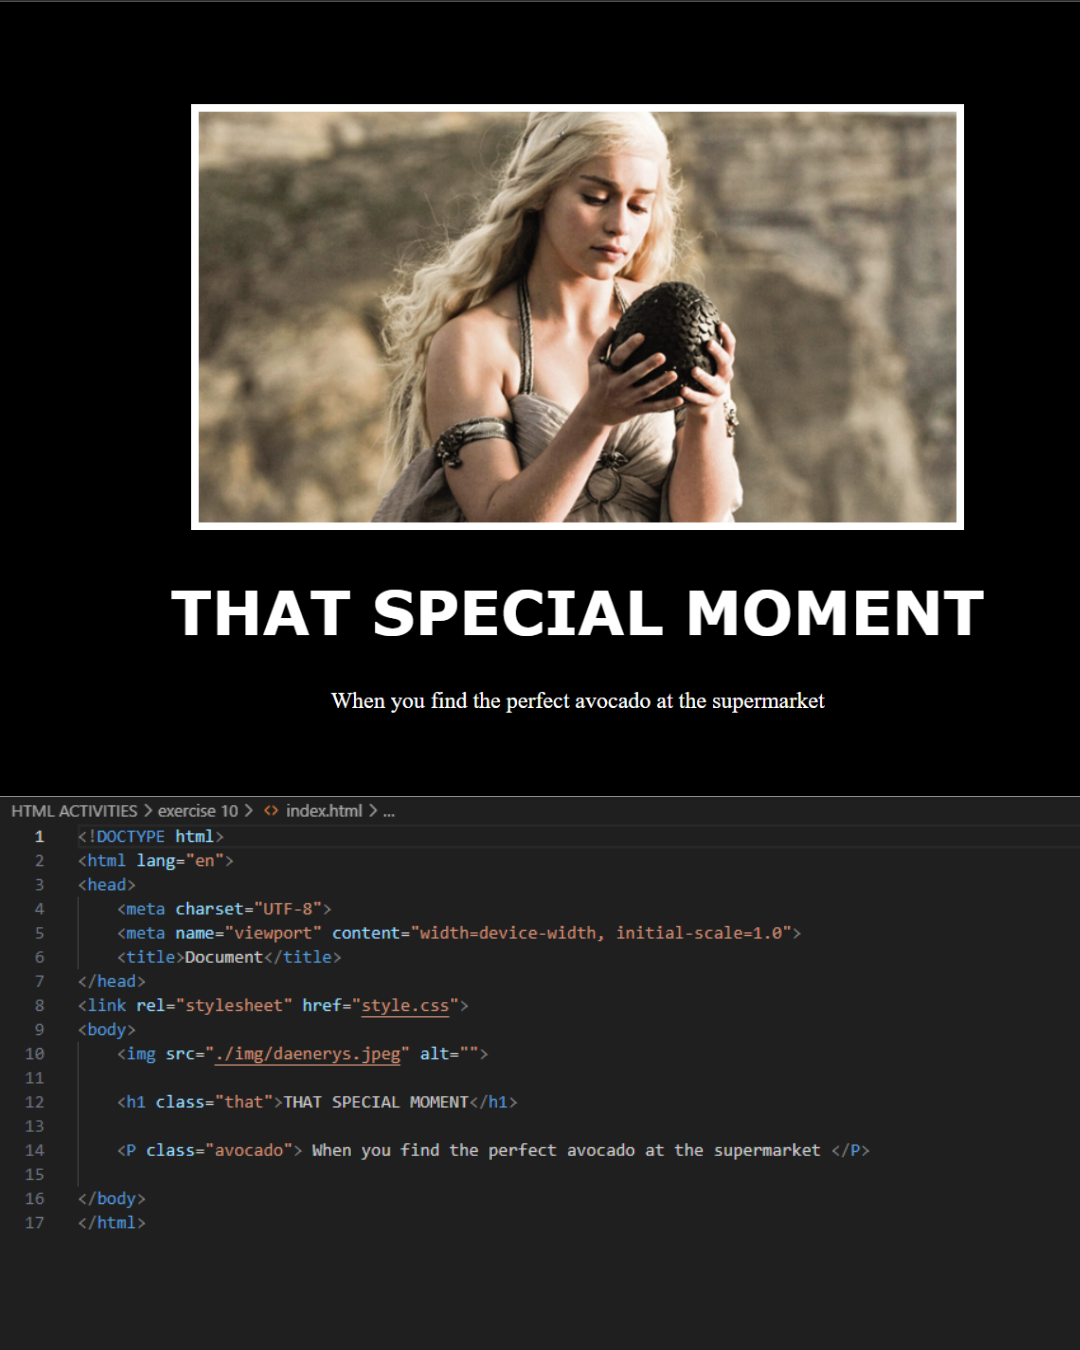 THAT SPECIAL MOMENT
When you find the perfect avocado at the supermarket
HTML ACTIVITIES > exercise 10 > <> index.html > ...
1 <!DOCTYPE html>
2 <html lang="en">
3 <head>
4 <meta charset="UTF-8">
5 <meta name="viewport" content="width=device-width, initial-scale=1.0">
6 <title>Document</title>
7 </head>
8 <link rel="stylesheet" href="style.css">
9 <body>
10 <img src="./img/daenerys.jpeg" alt="">
11
12 <h1 class="that">THAT SPECIAL MOMENT</h1>
13
14 <P class="avocado"> When you find the perfect avocado at the supermarket </P>
15
16 </body>
17 </html>